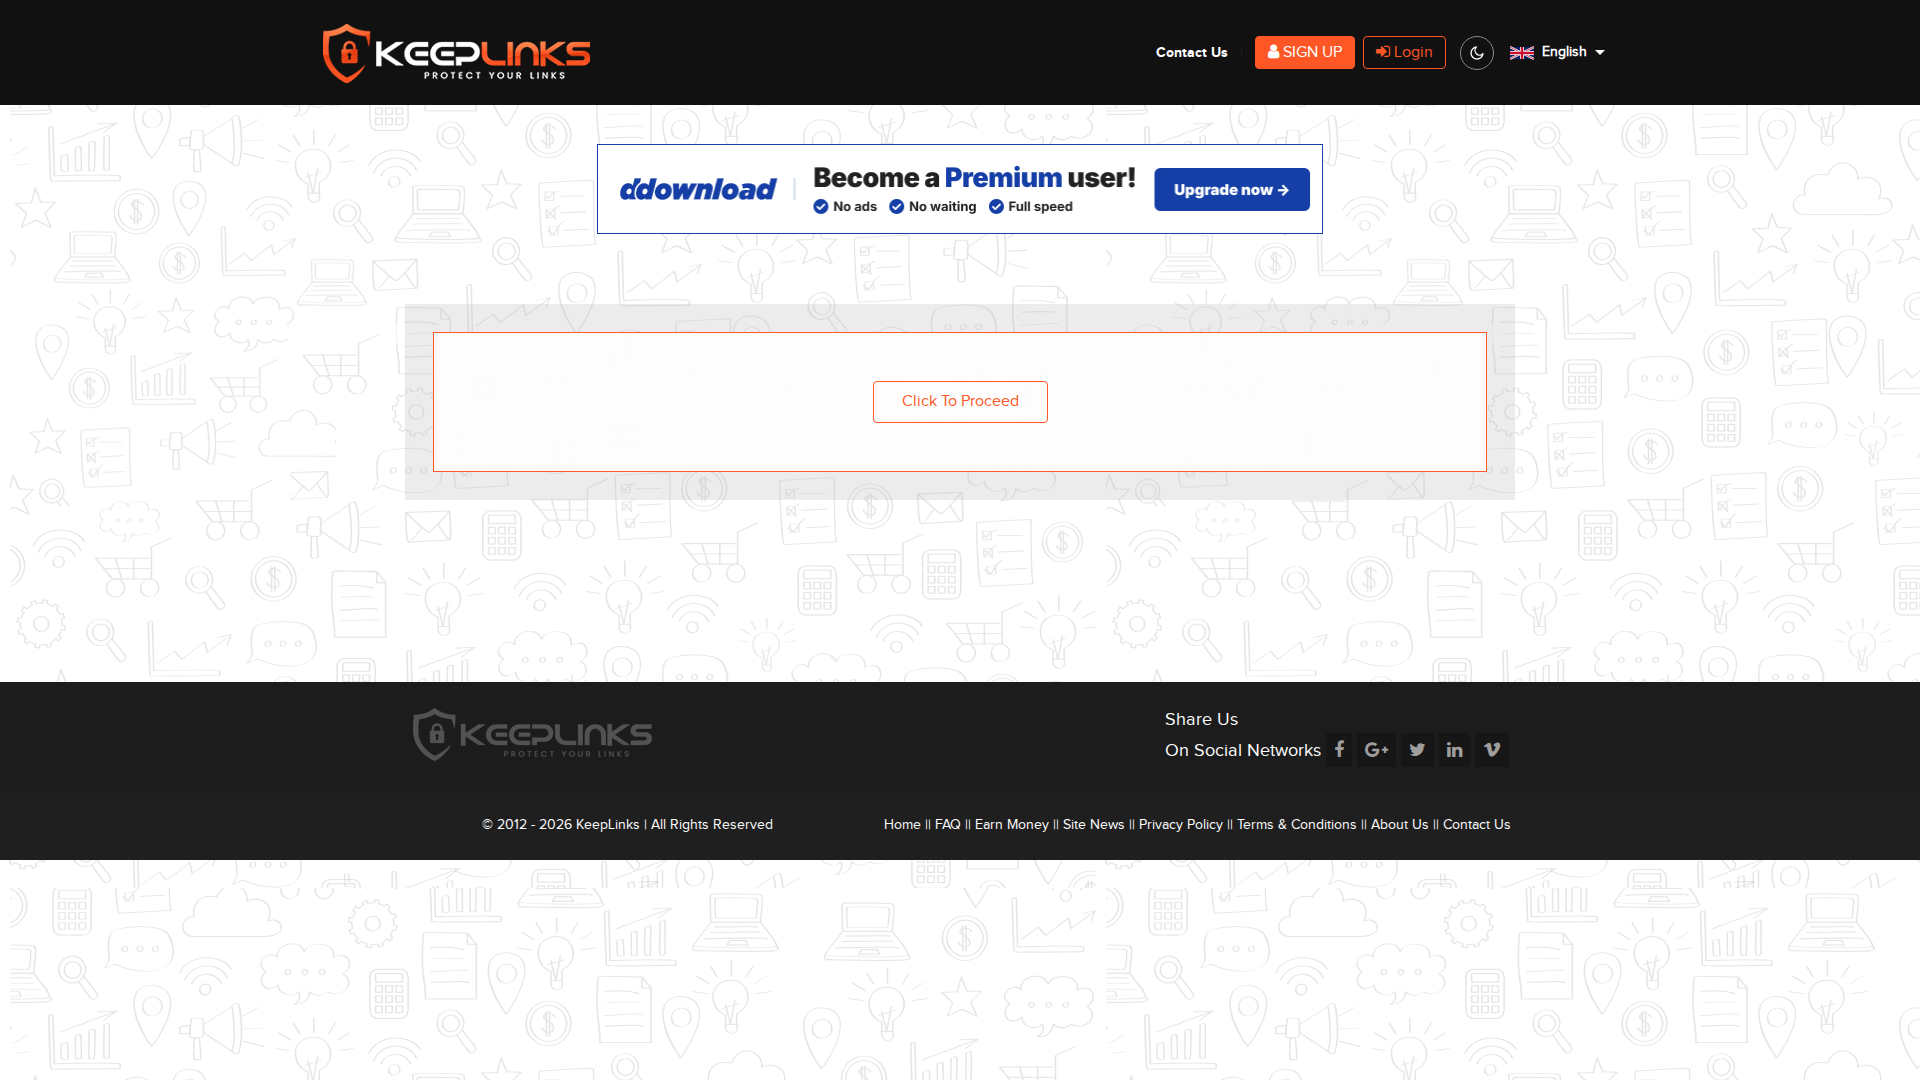 KEEPLINKS
PROTECT YOUR LINKS
Contact Us
SIGN UP
Login
English
ddownload
Become a Premium user!
No ads No waiting Full speed
Upgrade now →
Click To Proceed
KEEPLINKS
PROTECT YOUR LINKS
Share Us
On Social Networks
© 2012 - 2026 KeepLinks | All Rights Reserved
Home || FAQ || Earn Money || Site News || Privacy Policy || Terms & Conditions || About Us || Contact Us